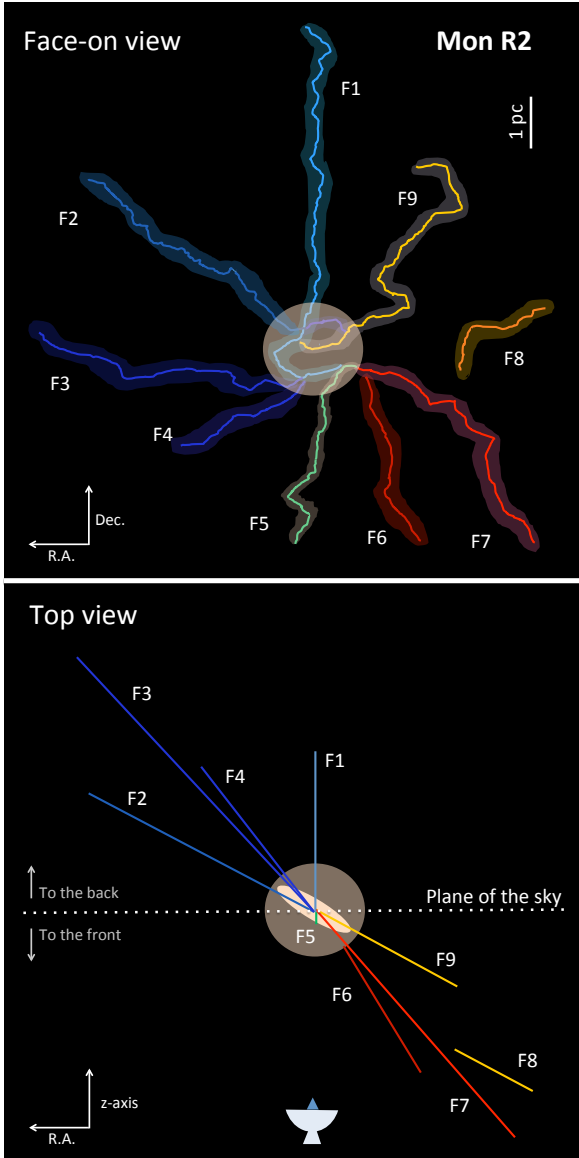 Face-on view
Mon R2
F1
1 pc
F2
F9
F3
F8
F4
F5
F6
F7
Dec.
R.A.
Top view
F3
F4
F1
F2
To the back
Plane of the sky
To the front
F5
F9
F6
F8
F7
z-axis
R.A.